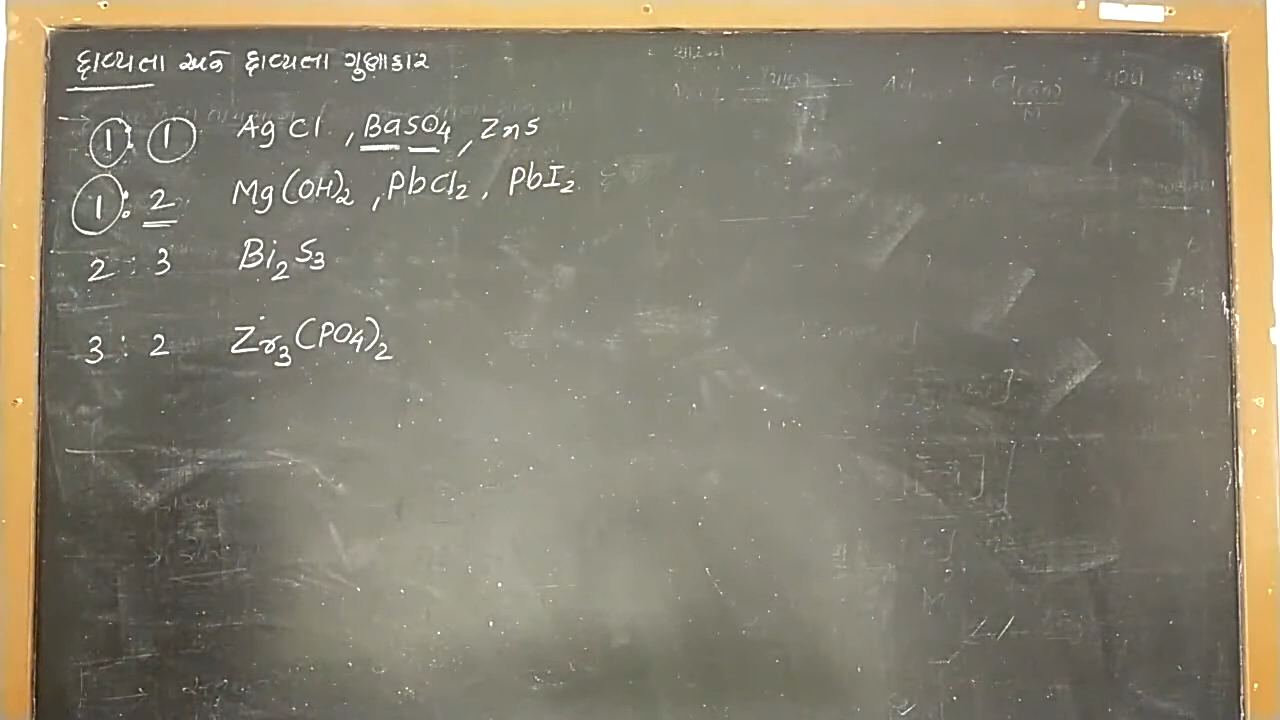 દ્રાવ્યતા અને દ્રાવ્યતા ગુણાકાર
1 : 1 AgCl, BaSO4, ZnS
1 : 2 Mg(OH)2, PbCl2, PbI2
2 : 3 Bi2S3
3 : 2 Zr3(PO4)2